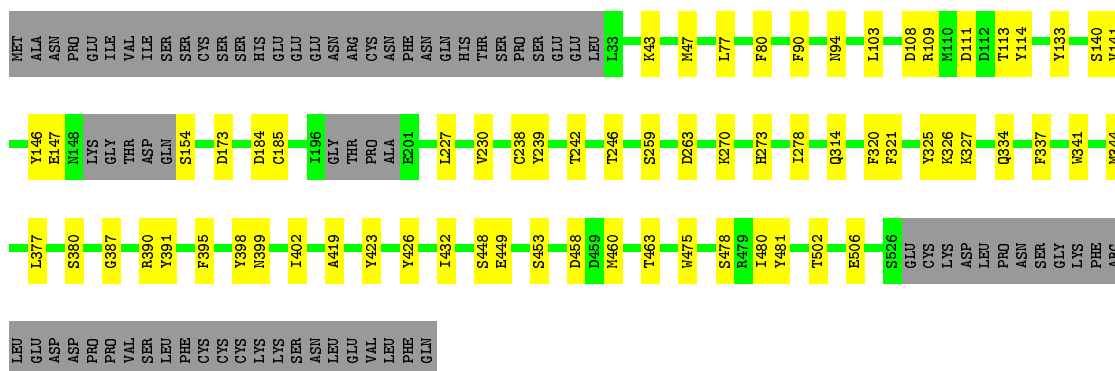 MET ALA ASN PRO GLU ILE VAL ILE SER SER CYS SER SER HIS GLU GLU GLU ASN ARG CYS ASN PHE ASN GLN HIS THR SER PRO SER GLU GLU LEU L33 K43 M47 L77 F80 F90 N94 L103 D108 R109 M110 D111 D112 T113 Y114 Y133 S140
Y146 E147 N148 LYS GLY THR ASP GLN S154 D173 D184 C185 I196 GLY THR PRO ALA E201 L227 V230 C238 Y239 T242 T246 S259 D263 K270 H273 I278 Q314 F320 F321 Y325 K326 K327 Q334 F337 W341
L377 S380 G387 R390 Y391 F395 Y398 N399 I402 A419 Y423 Y426 I432 S448 E449 S453 D458 D459 M460 T463 W475 S478 R479 I480 Y481 T502 E506 S526 GLU CYS LYS ASP LEU PRO ASN SER GLY LYS PHE ARG
LEU GLU ASP ASP PRO PRO VAL SER LEU PHE CYS CYS CYS LYS LYS SER ASN LEU GLU VAL LEU PHE GLN